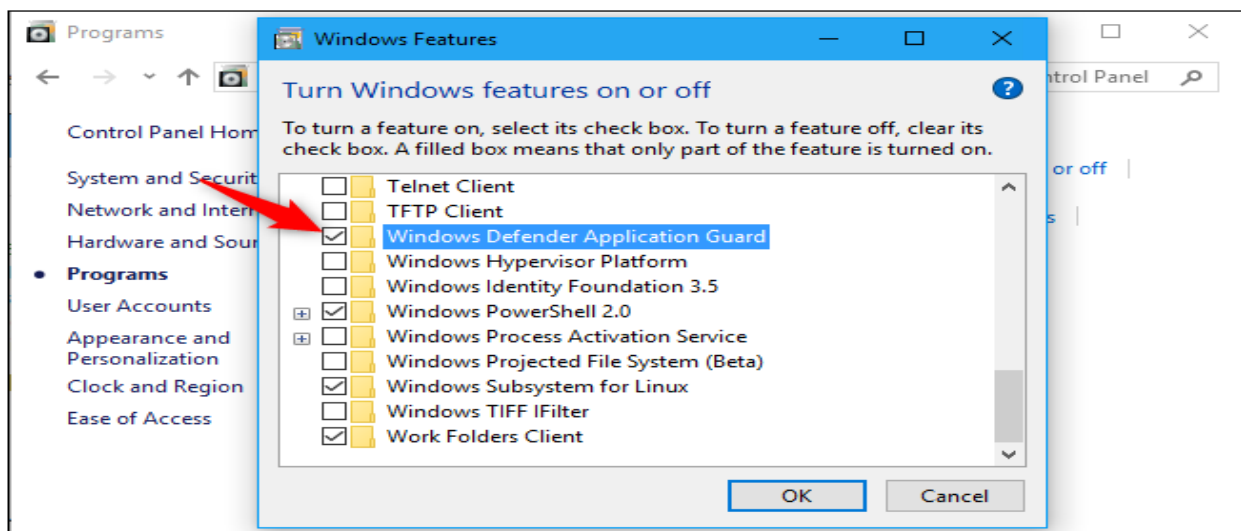 Programs
Windows Features
ntrol Panel
Turn Windows features on or off
To turn a feature on, select its check box. To turn a feature off, clear its
check box. A filled box means that only part of the feature is turned on.
Control Panel Hom
System and Securit
Network and Intern
Hardware and Sour
Programs
User Accounts
Appearance and
Personalization
Clock and Region
Ease of Access
Telnet Client
TFTP Client
Windows Defender Application Guard
Windows Hypervisor Platform
Windows Identity Foundation 3.5
Windows PowerShell 2.0
Windows Process Activation Service
Windows Projected File System (Beta)
Windows Subsystem for Linux
Windows TIFF IFilter
Work Folders Client
or off
s
OK
Cancel